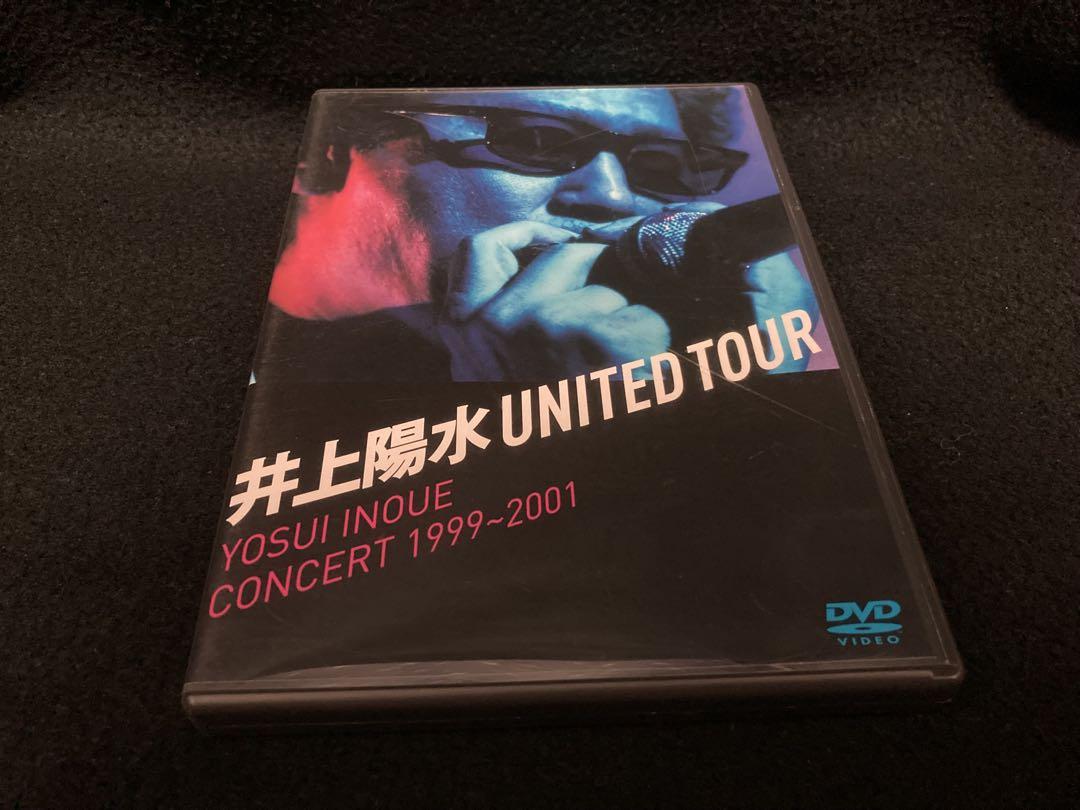 井上陽水 UNITED TOUR
YOSUI INOUE
CONCERT 1999~2001
DVD
VIDEO